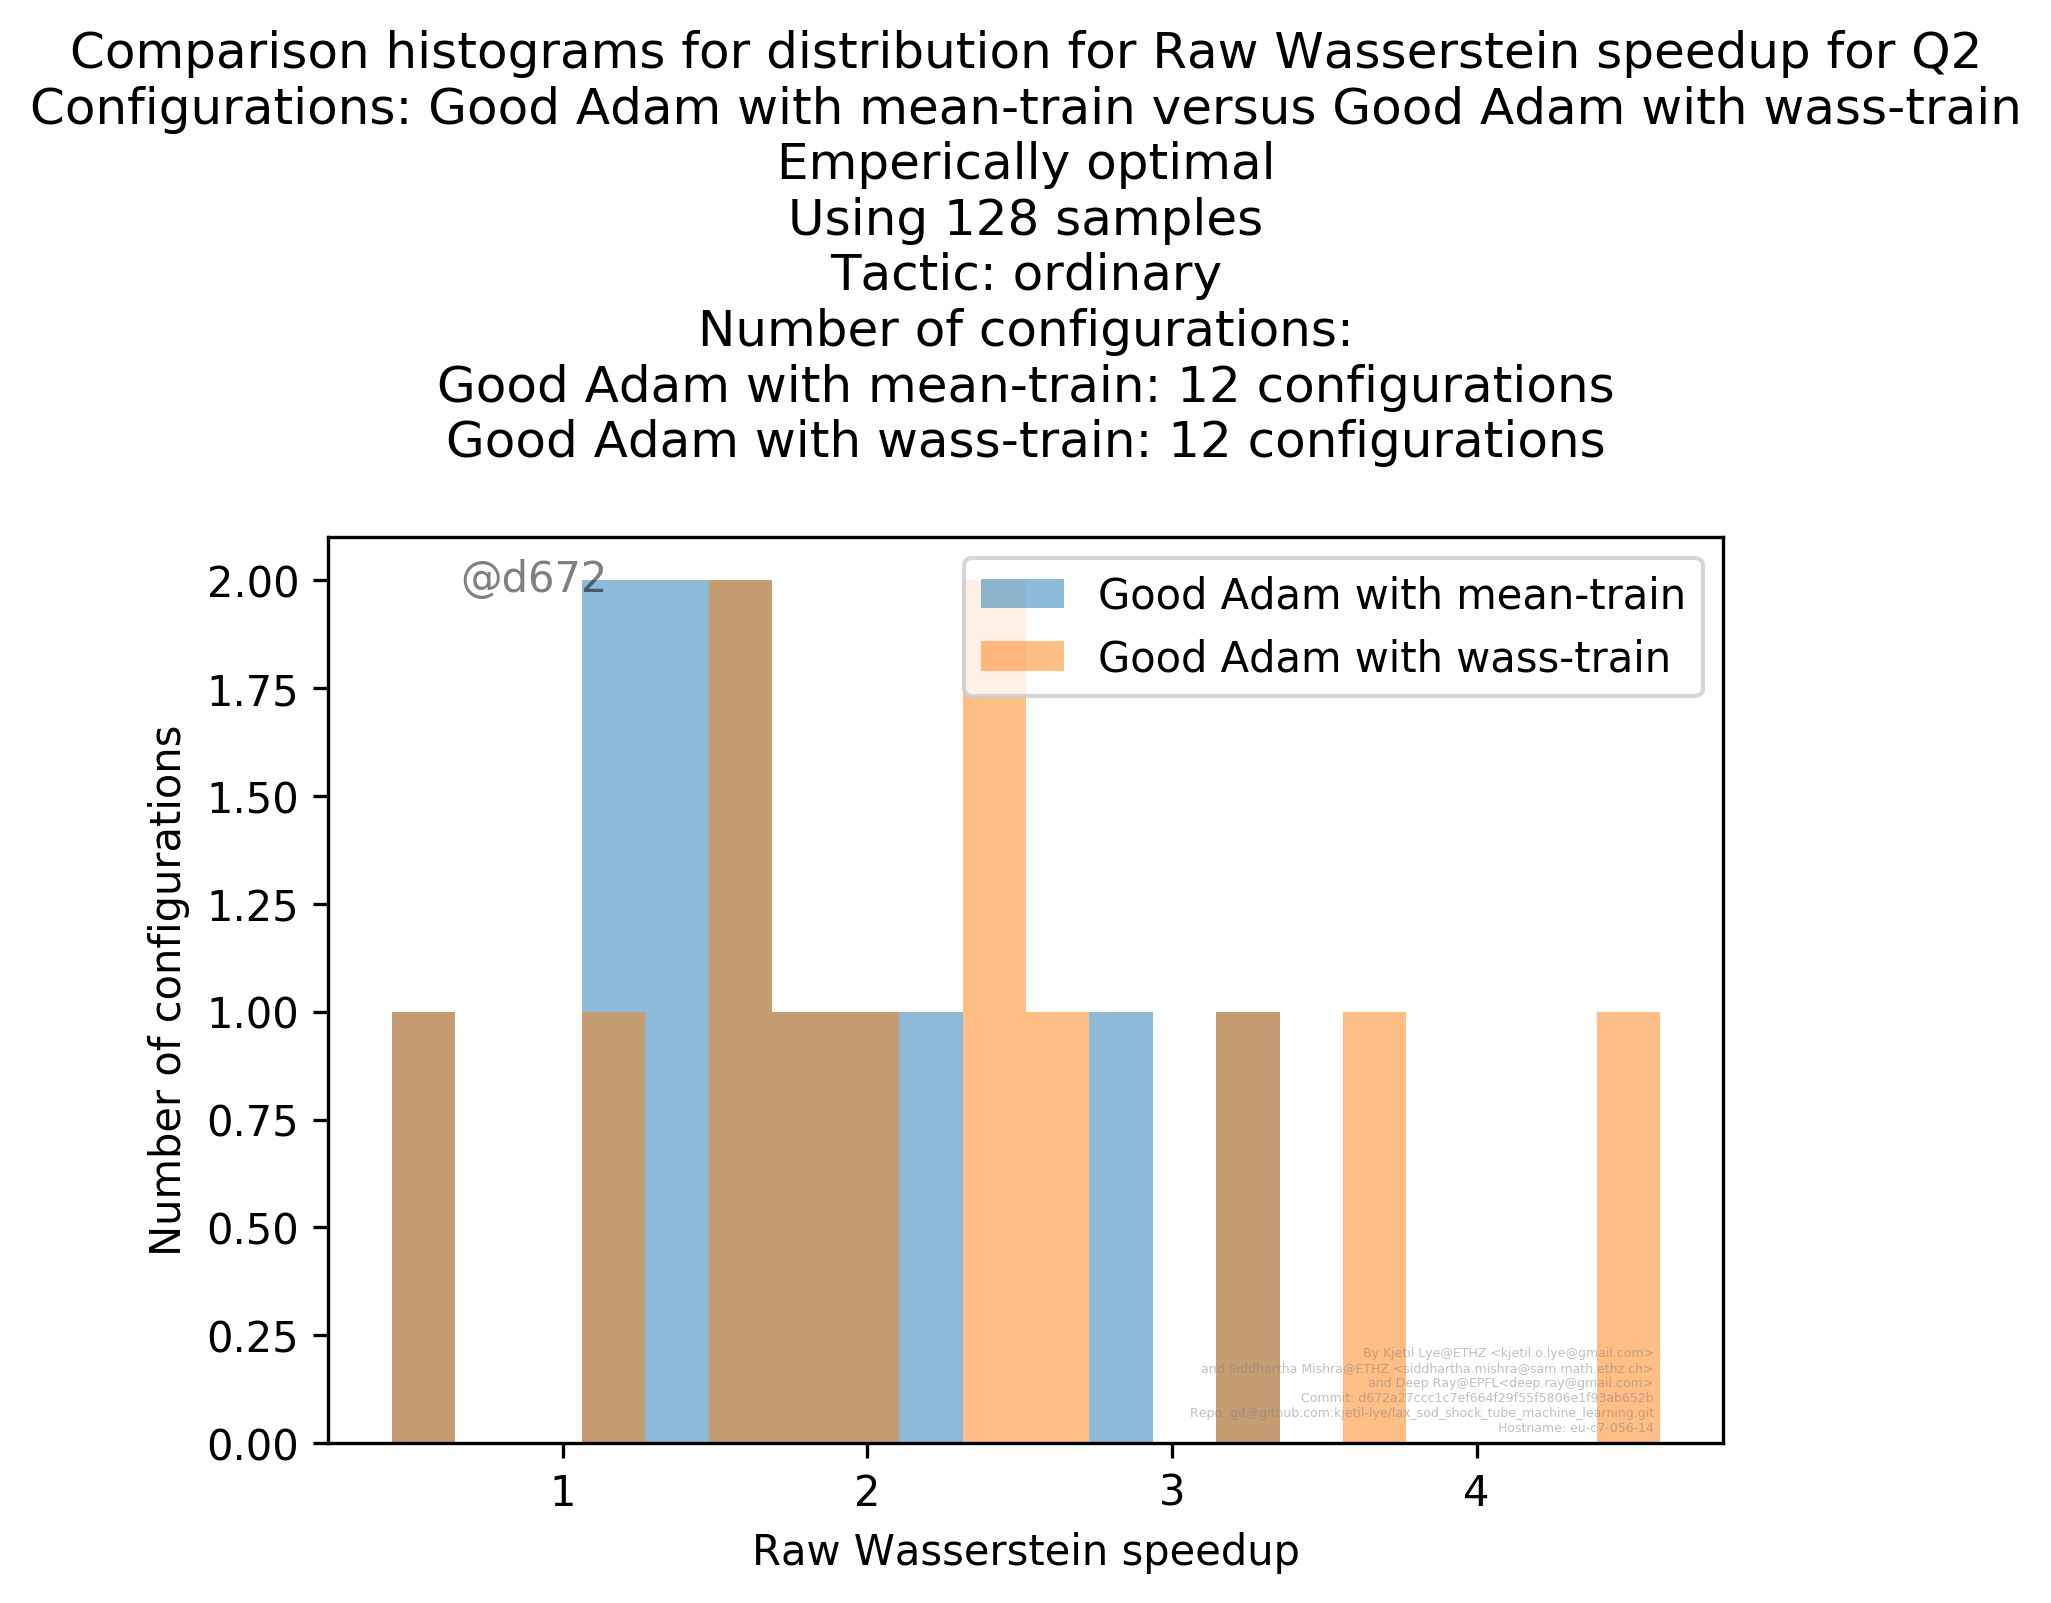 Comparison histograms for distribution for Raw Wasserstein speedup for Q2
Configurations: Good Adam with mean-train versus Good Adam with wass-train
Emperically optimal
Using 128 samples
Tactic: ordinary
Number of configurations:
Good Adam with mean-train: 12 configurations
Good Adam with wass-train: 12 configurations
@d672
Good Adam with mean-train
Good Adam with wass-train
Number of configurations
2.00
1.75
1.50
1.25
1.00
0.75
0.50
0.25
0.00
By Kjetil Lye@ETHZ <kjetil.o.lye@gmail.com>
and Siddhartha Mishra@ETHZ <siddhartha.mishra@sam.math.ethz.ch>
and Deep Ray@EPFL<deep.ray@gmail.com>
Commit: d672a27ccc1c7ef664f29f55f5806e1f93ab652b
Repo: git@github.com:kjetil-lye/lax_sod_shock_tube_machine_learning.git
Hostname: eu-c7-056-14
1 2 3 4
Raw Wasserstein speedup